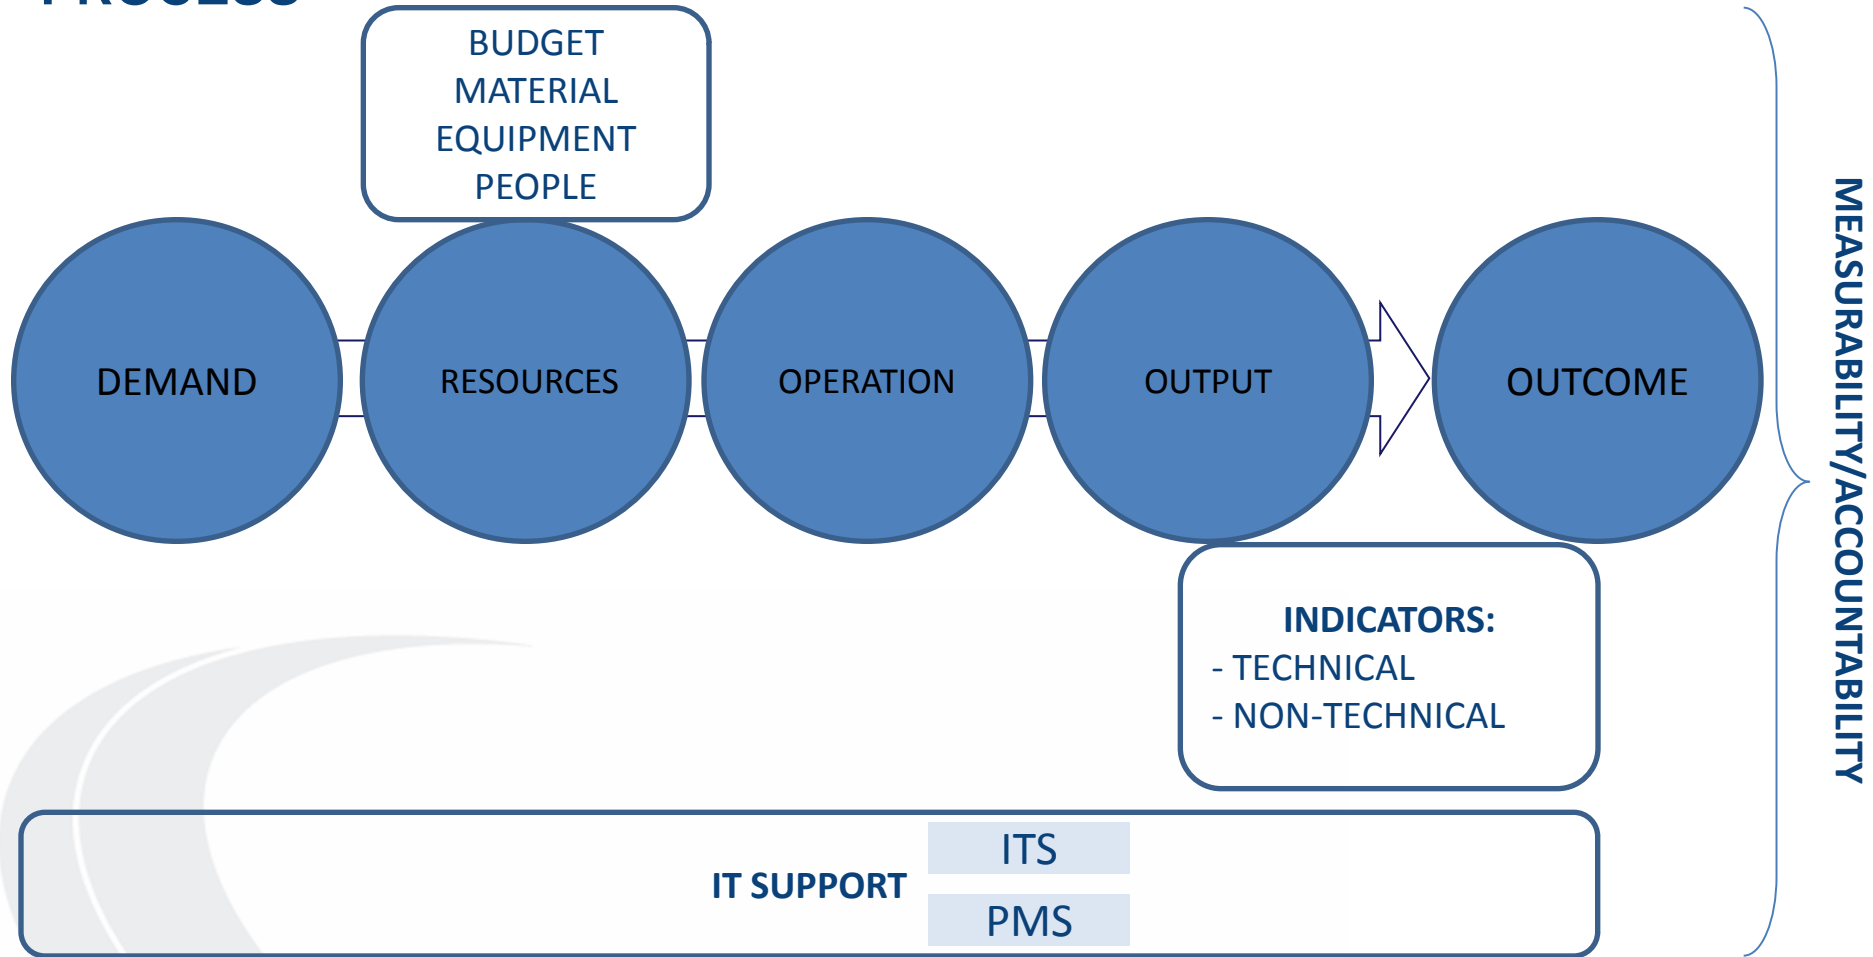 PROCESS
BUDGET
MATERIAL
EQUIPMENT
PEOPLE
DEMAND
RESOURCES
OPERATION
OUTPUT
OUTCOME
INDICATORS:
- TECHNICAL
- NON-TECHNICAL
IT SUPPORT
ITS
PMS
MEASURABILITY/ACCOUNTABILITY